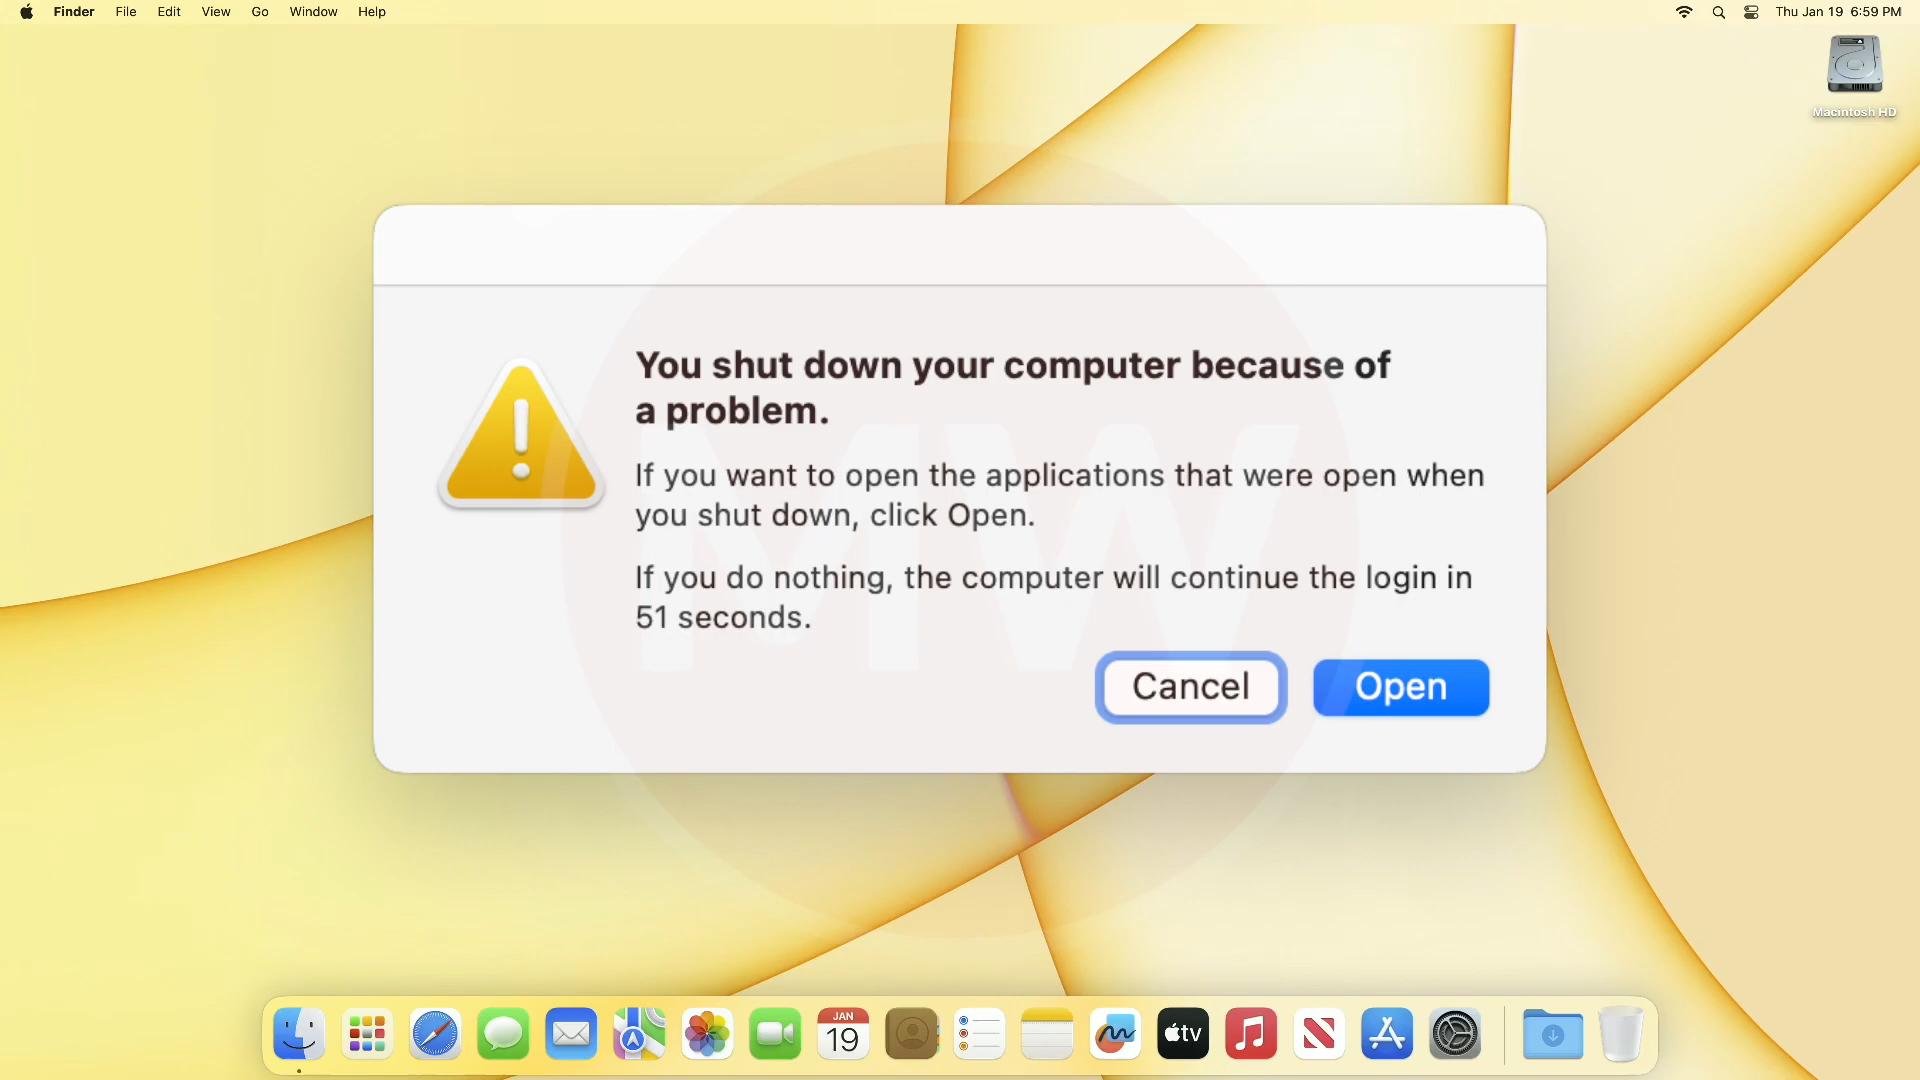 Finder File Edit View Go Window Help
Thu Jan 19 6:59 PM
Macintosh HD
You shut down your computer because of
a problem.
If you want to open the applications that were open when
you shut down, click Open.
If you do nothing, the computer will continue the login in
51 seconds.
Cancel
Open
MW
JAN
19
tv